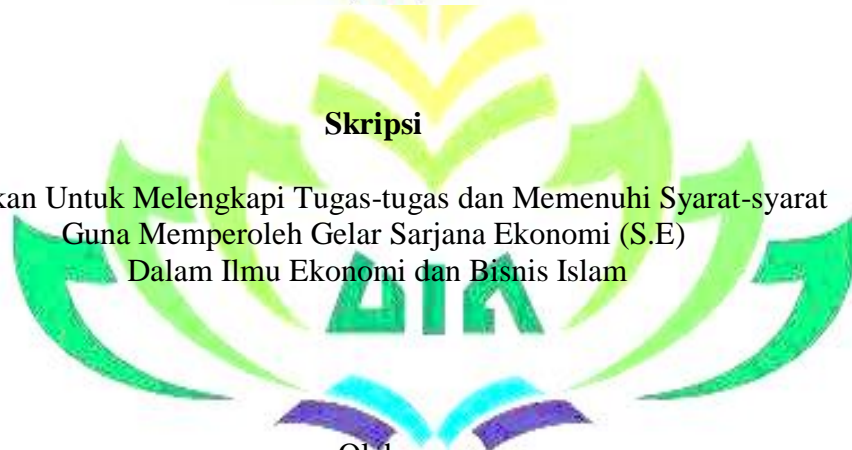 Skripsi
kan Untuk Melengkapi Tugas-tugas dan Memenuhi Syarat-syarat
Guna Memperoleh Gelar Sarjana Ekonomi (S.E)
Dalam Ilmu Ekonomi dan Bisnis Islam